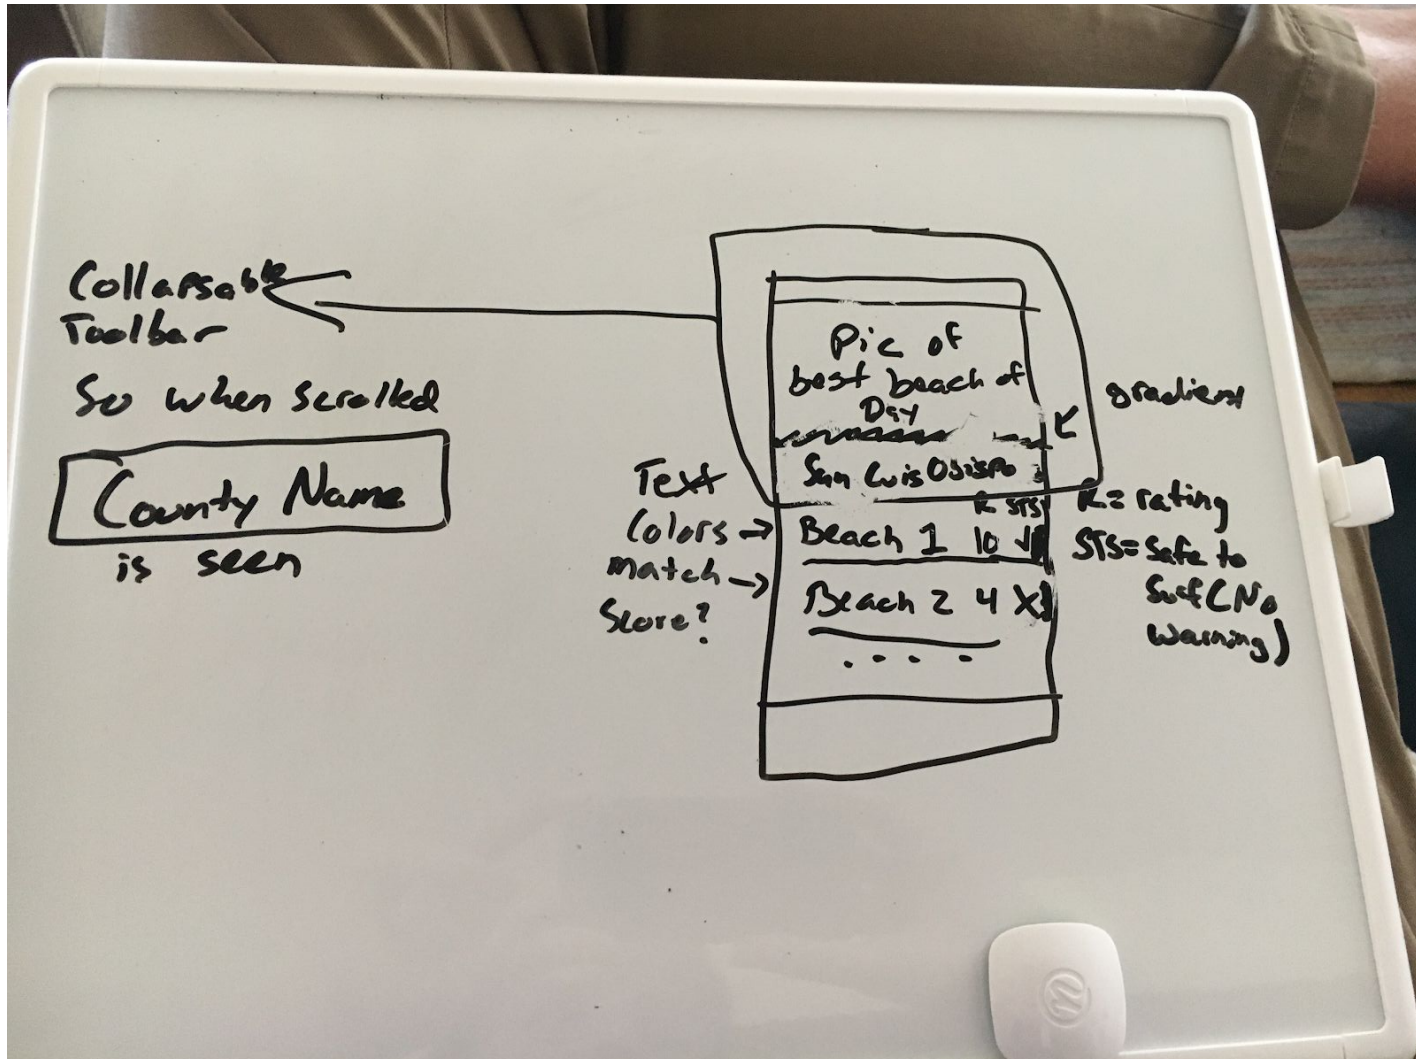 Collapsable
Toolbar
So when scrolled
County Name
is seen
Pic of
best beach of
Day
gradient
San Luis Obispo
R STS
Beach 1 10 ✓
Beach 2 4 X
. . . .
Text
Colors
match
Score?
R = rating
STS = Safe to
Surf (No
warning)